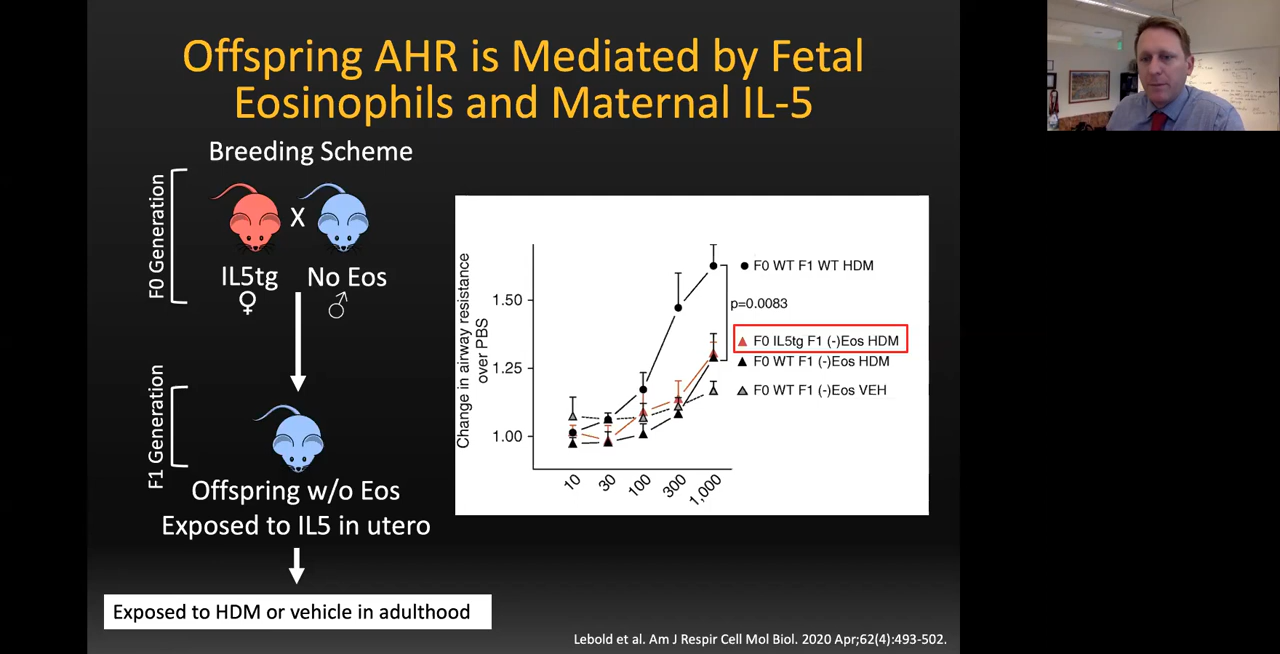 Offspring AHR is Mediated by Fetal
Eosinophils and Maternal IL-5
Breeding Scheme
F0 Generation
X
IL5tg
♀
No Eos
♂
F1 Generation
Offspring w/o Eos
Exposed to IL5 in utero
Exposed to HDM or vehicle in adulthood
Change in airway resistance
over PBS
1.50
1.25
1.00
10
30
100
300
1,000
F0 WT F1 WT HDM
p=0.0083
F0 IL5tg F1 (-)Eos HDM
F0 WT F1 (-)Eos HDM
F0 WT F1 (-)Eos VEH
Lebold et al. Am J Respir Cell Mol Biol. 2020 Apr;62(4):493-502.